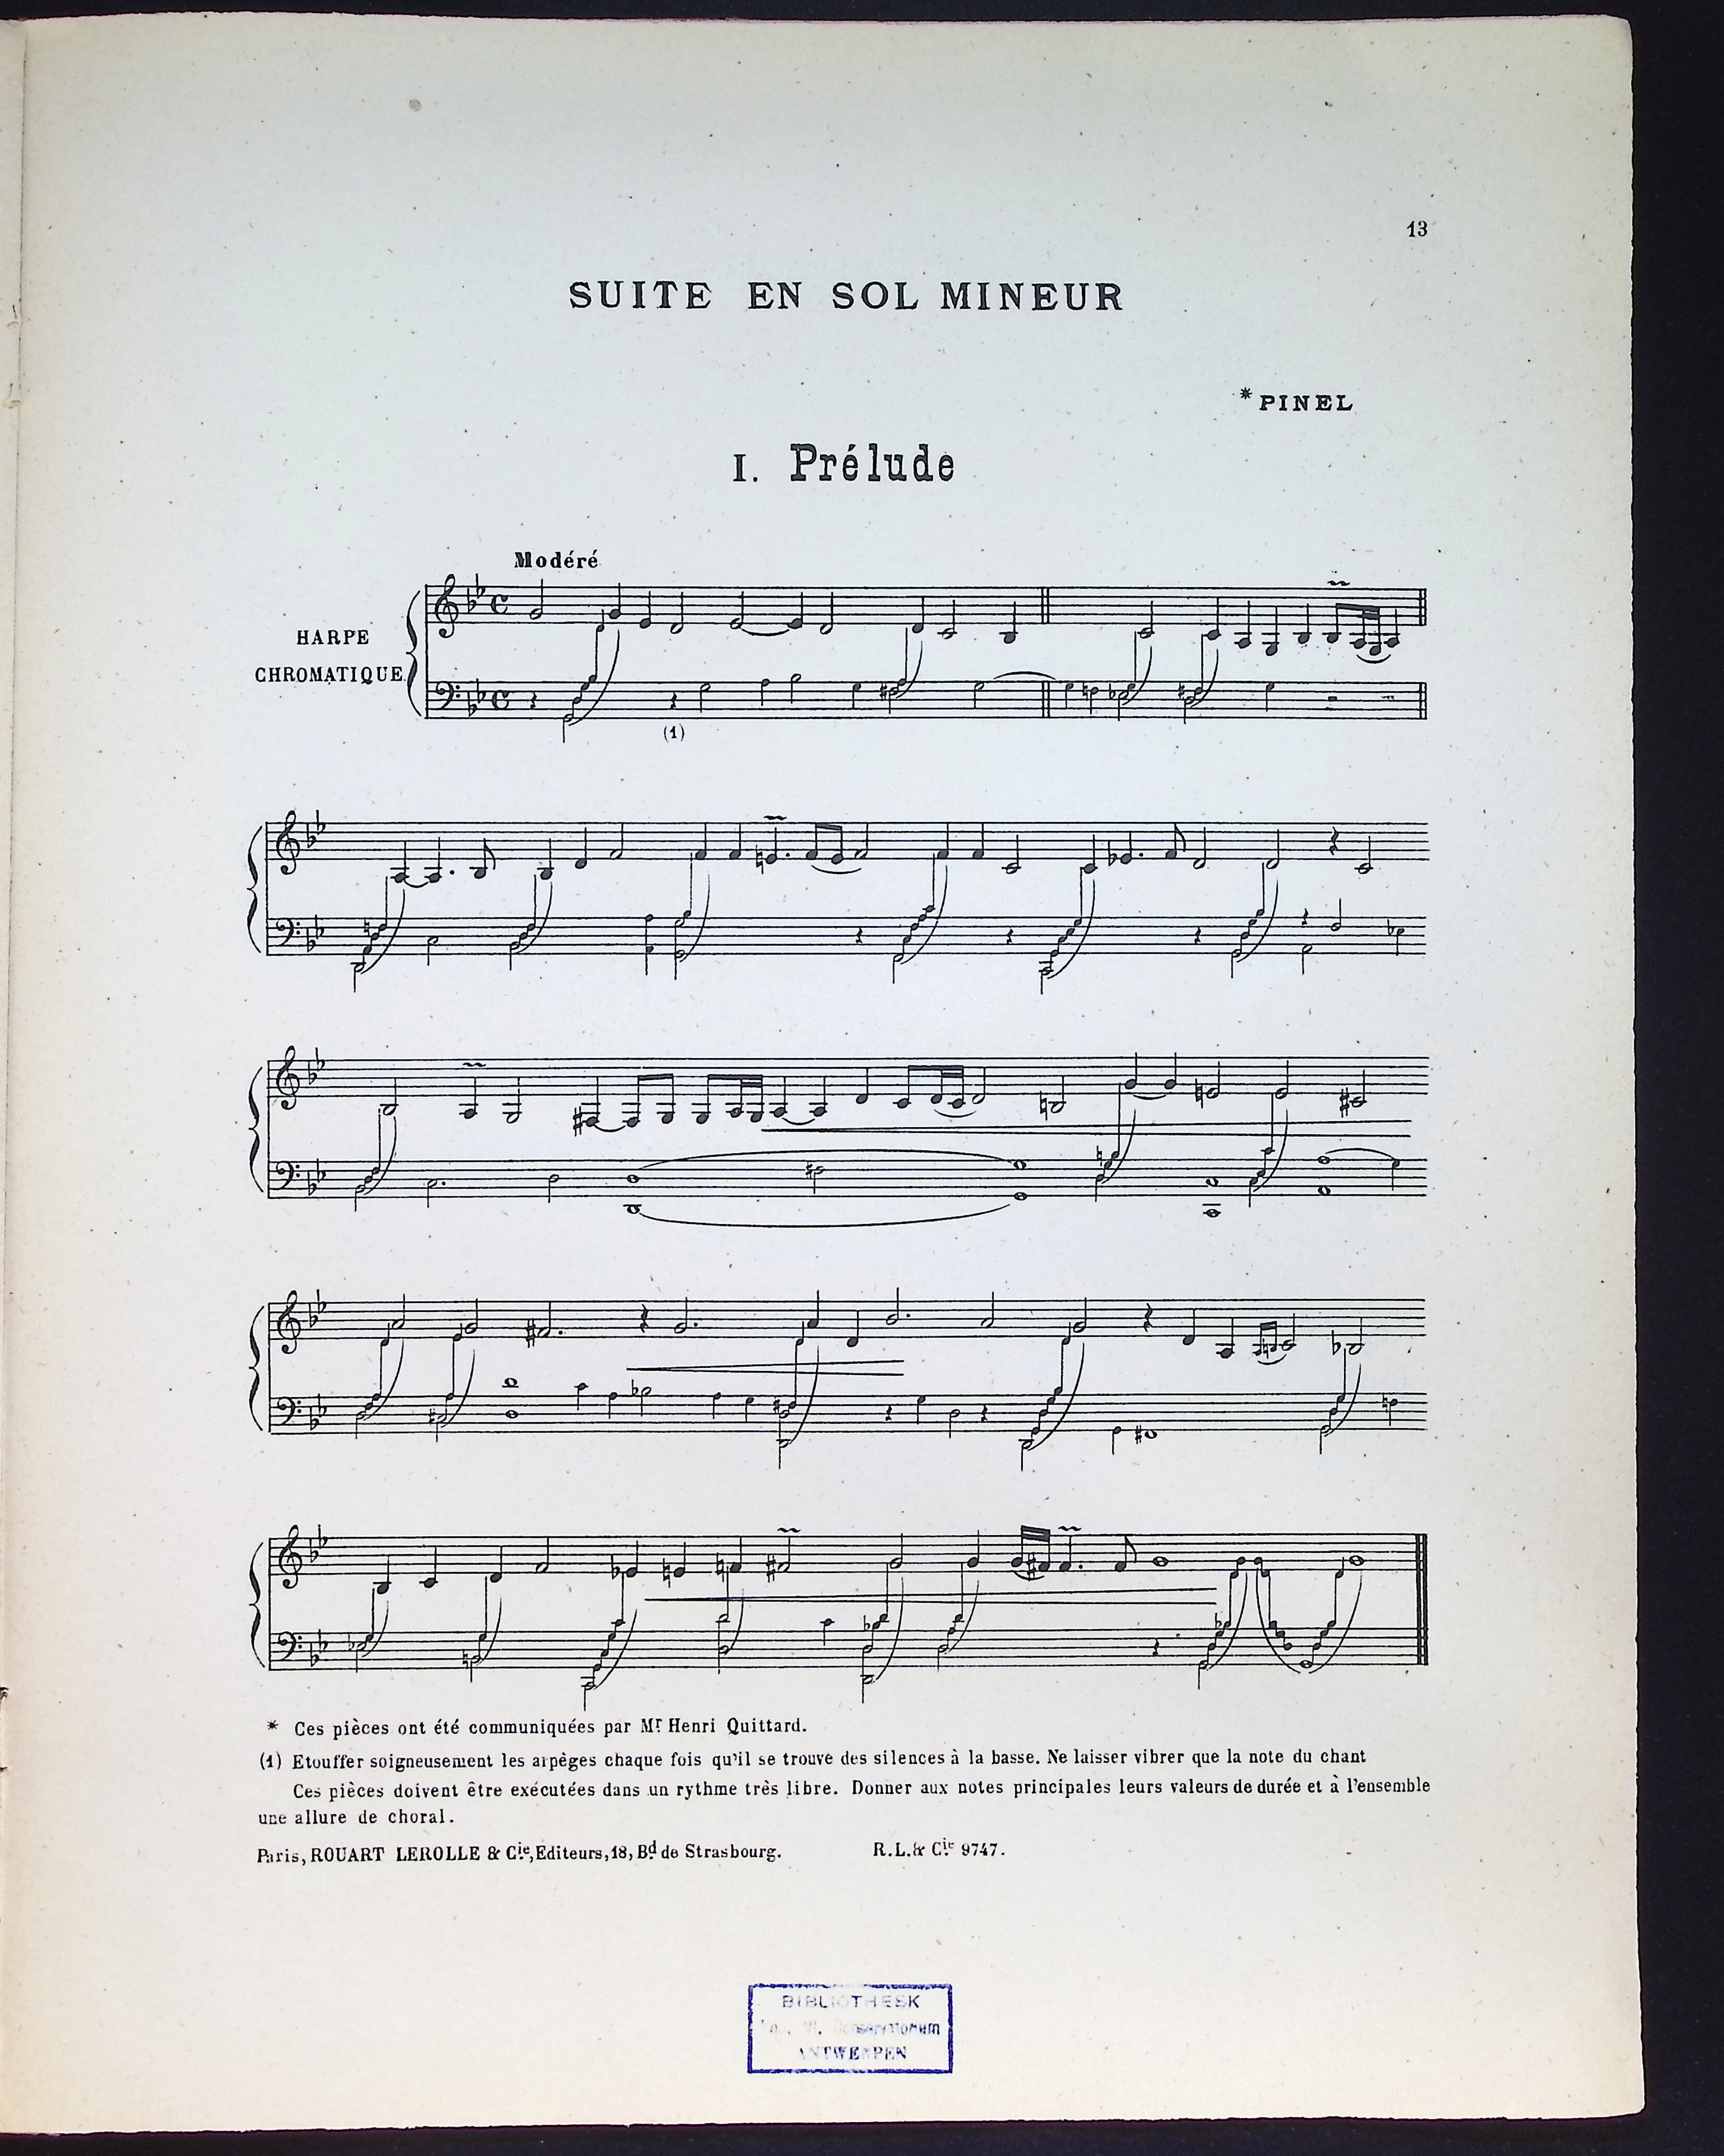 13
SUITE EN SOL MINEUR
*PINEL
I. Prélude
Modéré
HARPE
CHROMATIQUE
(1)
* Ces pièces ont été communiquées par Mr Henri Quittard.
(1) Etouffer soigneusement les arpèges chaque fois qu'il se trouve des silences à la basse. Ne laisser vibrer que la note du chant
Ces pièces doivent être exécutées dans un rythme très libre. Donner aux notes principales leurs valeurs de durée et à l'ensemble
une allure de choral.
Paris, ROUART LEROLLE & Cie, Editeurs, 18, Bd de Strasbourg. R.L.& Cie 9747.
BIBLIOTHEEK
Vl. Conservatorium
ANTWERPEN